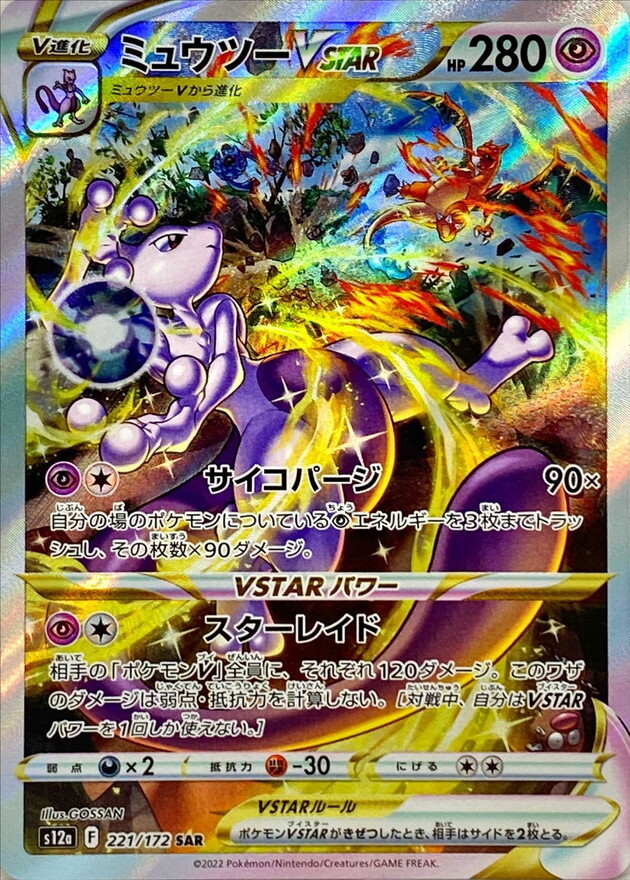 V進化
ミュウツーVSTAR
HP 280
ミュウツーVから進化
サイコパージ 90×
自分の場のポケモンについている超エネルギーを3枚までトラッ
シュし、その枚数×90ダメージ。
VSTARパワー
スターレイド
相手の「ポケモンV」全員に、それぞれ120ダメージ。このワザ
のダメージは弱点・抵抗力を計算しない。[対戦中、自分はVSTAR
パワーを1回しか使えない。]
弱点 ×2 抵抗力 -30 にげる
Illus.GOSSAN
VSTARルール
ポケモンVSTARがきぜつしたとき、相手はサイドを2枚とる。
s12a F 221/172 SAR
©2022 Pokémon/Nintendo/Creatures/GAME FREAK.